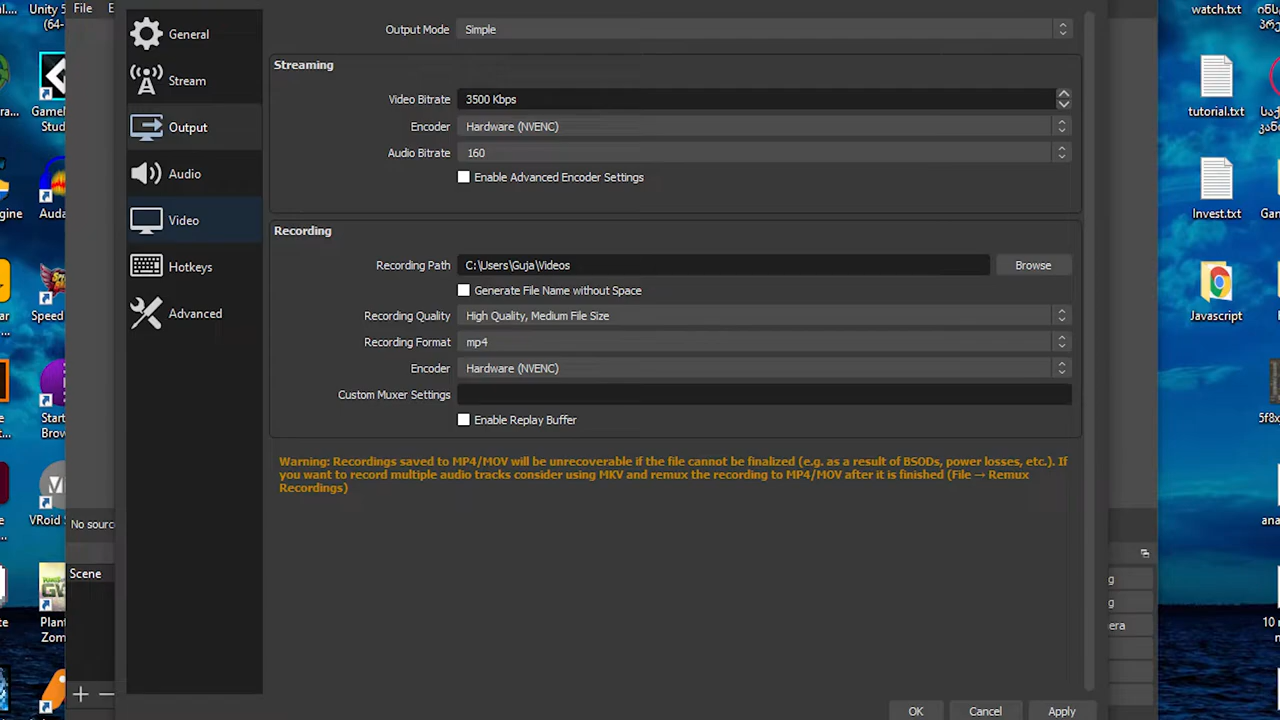 Unity 5
(64-
File
watch.txt
General
Output Mode
Simple
Streaming
Stream
Video Bitrate
3500 Kbps
Output
Encoder
Hardware (NVENC)
tutorial.txt
Audio Bitrate
160
Audio
Enable Advanced Encoder Settings
Video
Invest.txt
Recording
Recording Path
C:\Users\Guja\Videos
Browse
Hotkeys
Generate File Name without Space
Advanced
Recording Quality
High Quality, Medium File Size
Javascript
Recording Format
mp4
Encoder
Hardware (NVENC)
Custom Muxer Settings
Enable Replay Buffer
Warning: Recordings saved to MP4/MOV will be unrecoverable if the file cannot be finalized (e.g. as a result of BSODs, power losses, etc.). If
you want to record multiple audio tracks consider using MKV and remux the recording to MP4/MOV after it is finished (File → Remux
Recordings)
VRoid
No sourc
Scene
Plant
Zom
OK
Cancel
Apply